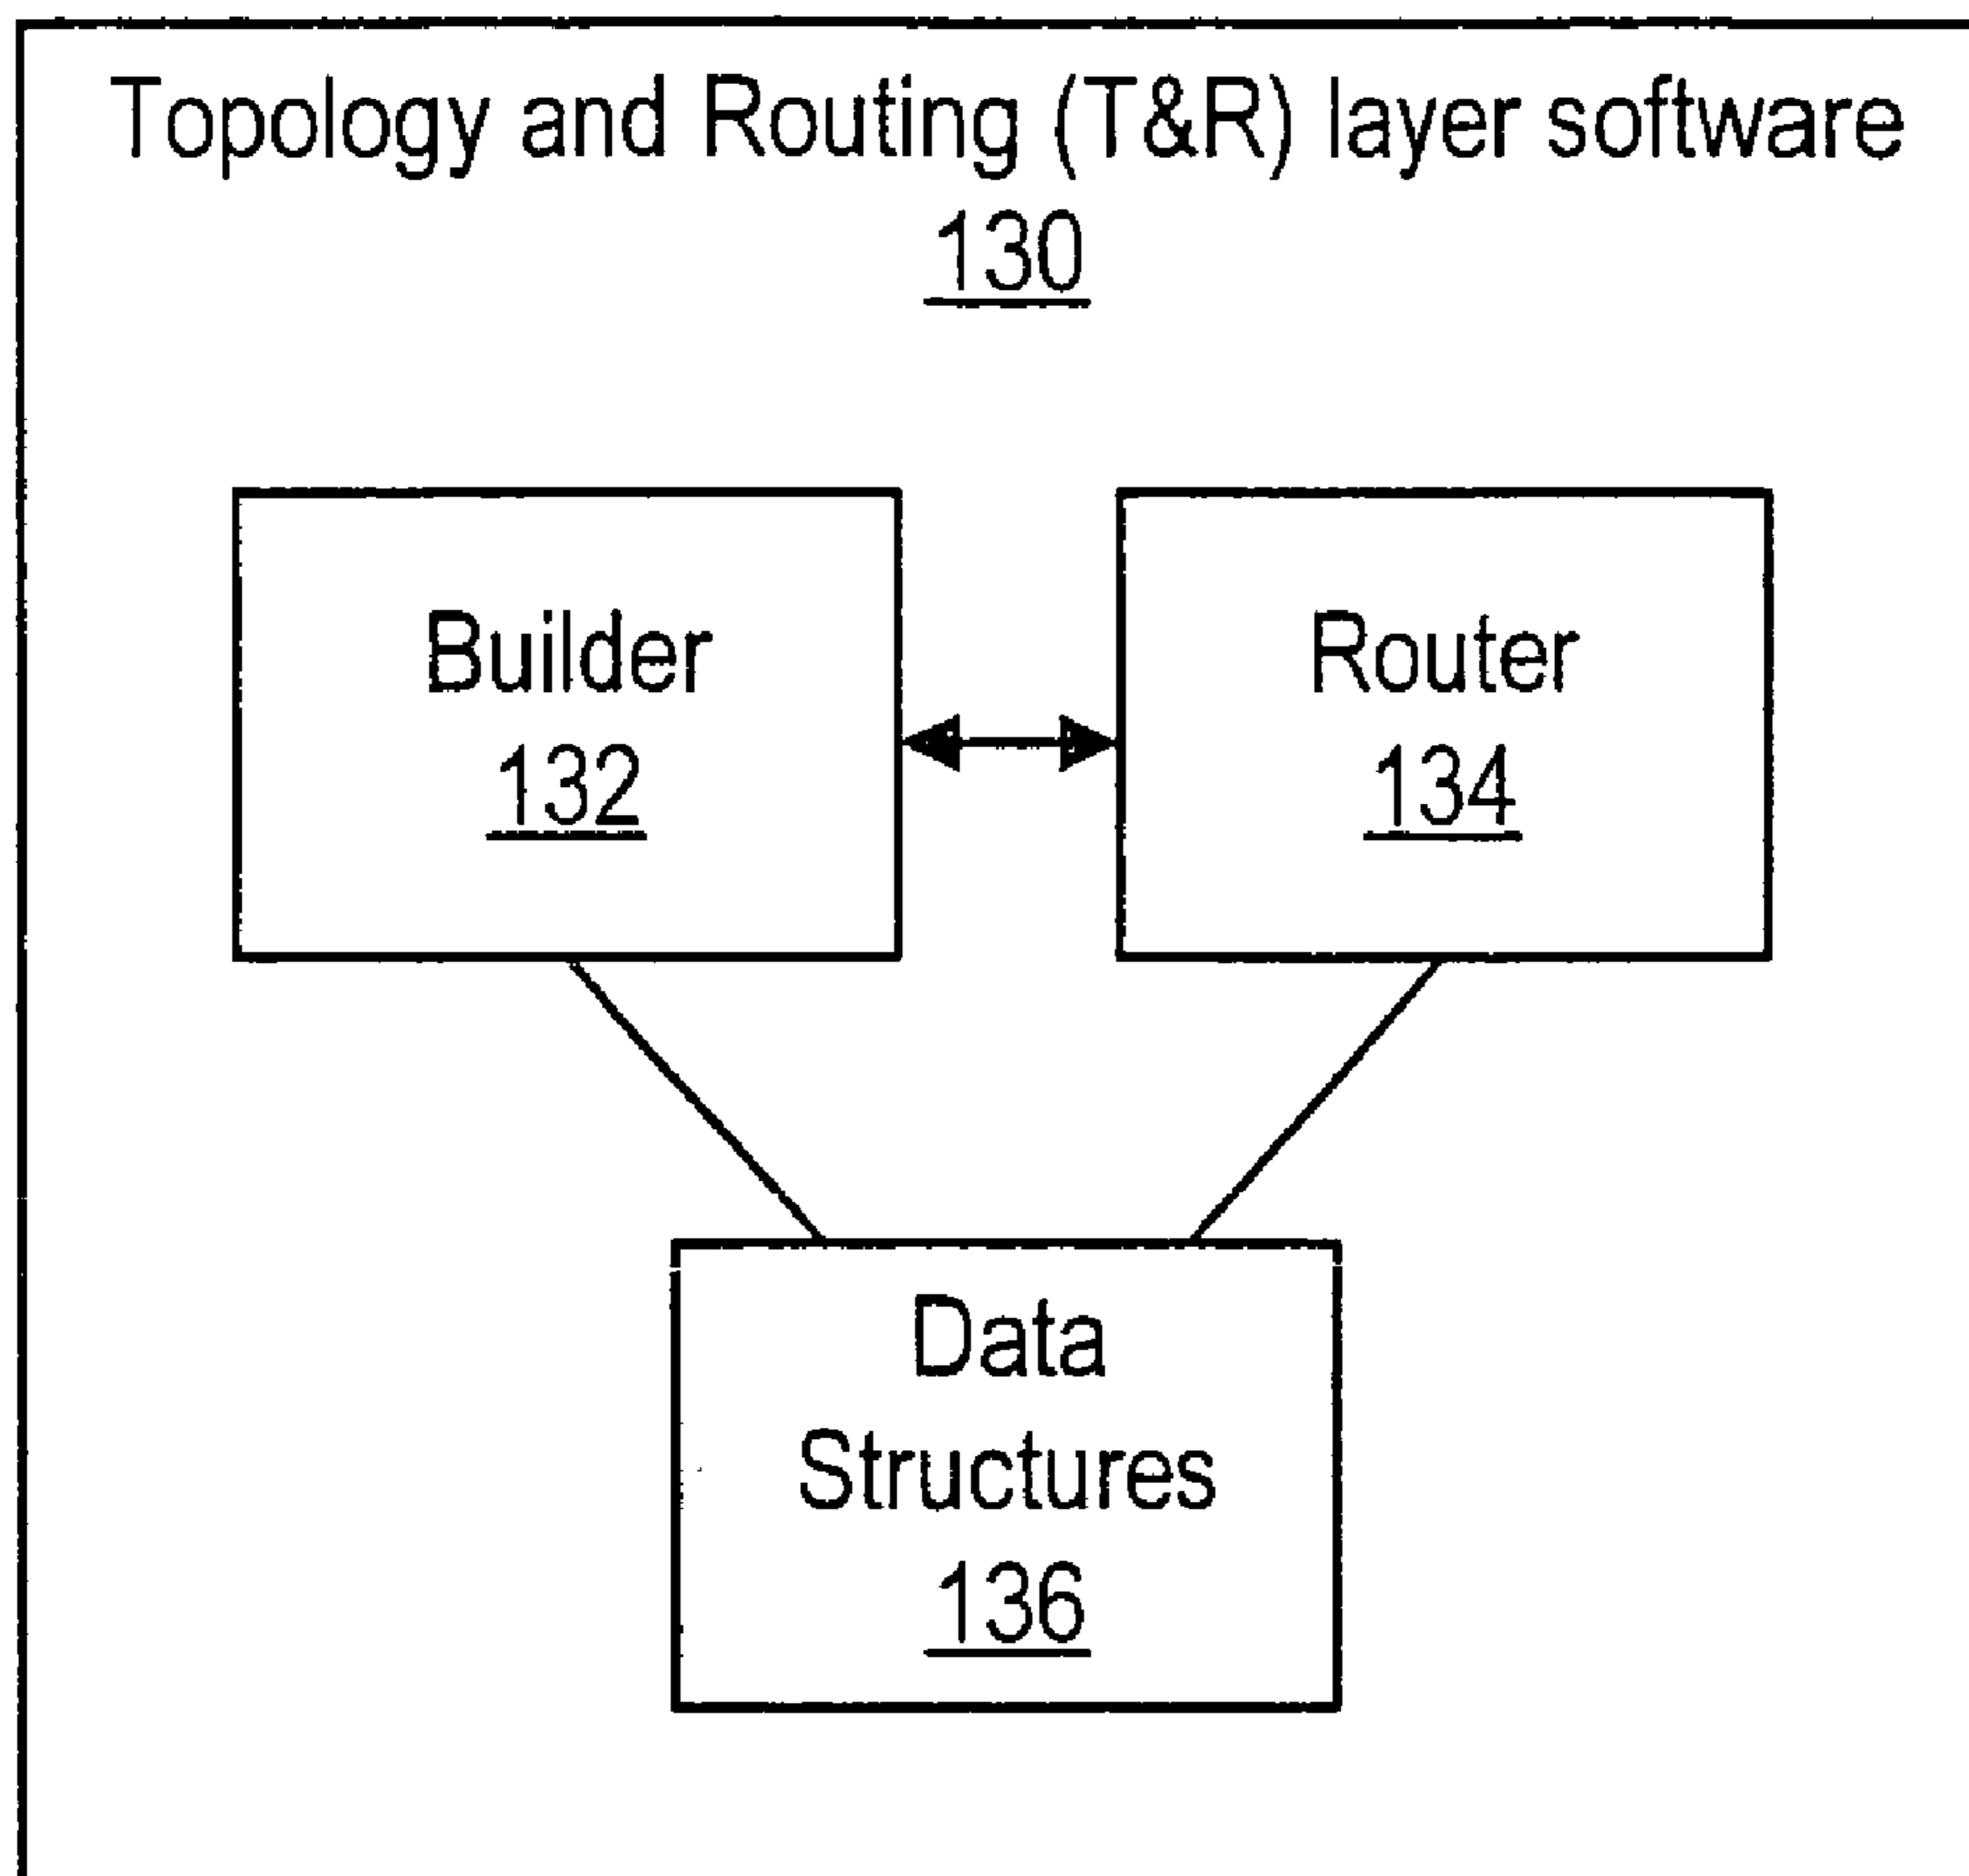 Topology and Routing (T&R) layer software
130
Builder
132
Router
134
Data
Structures
136